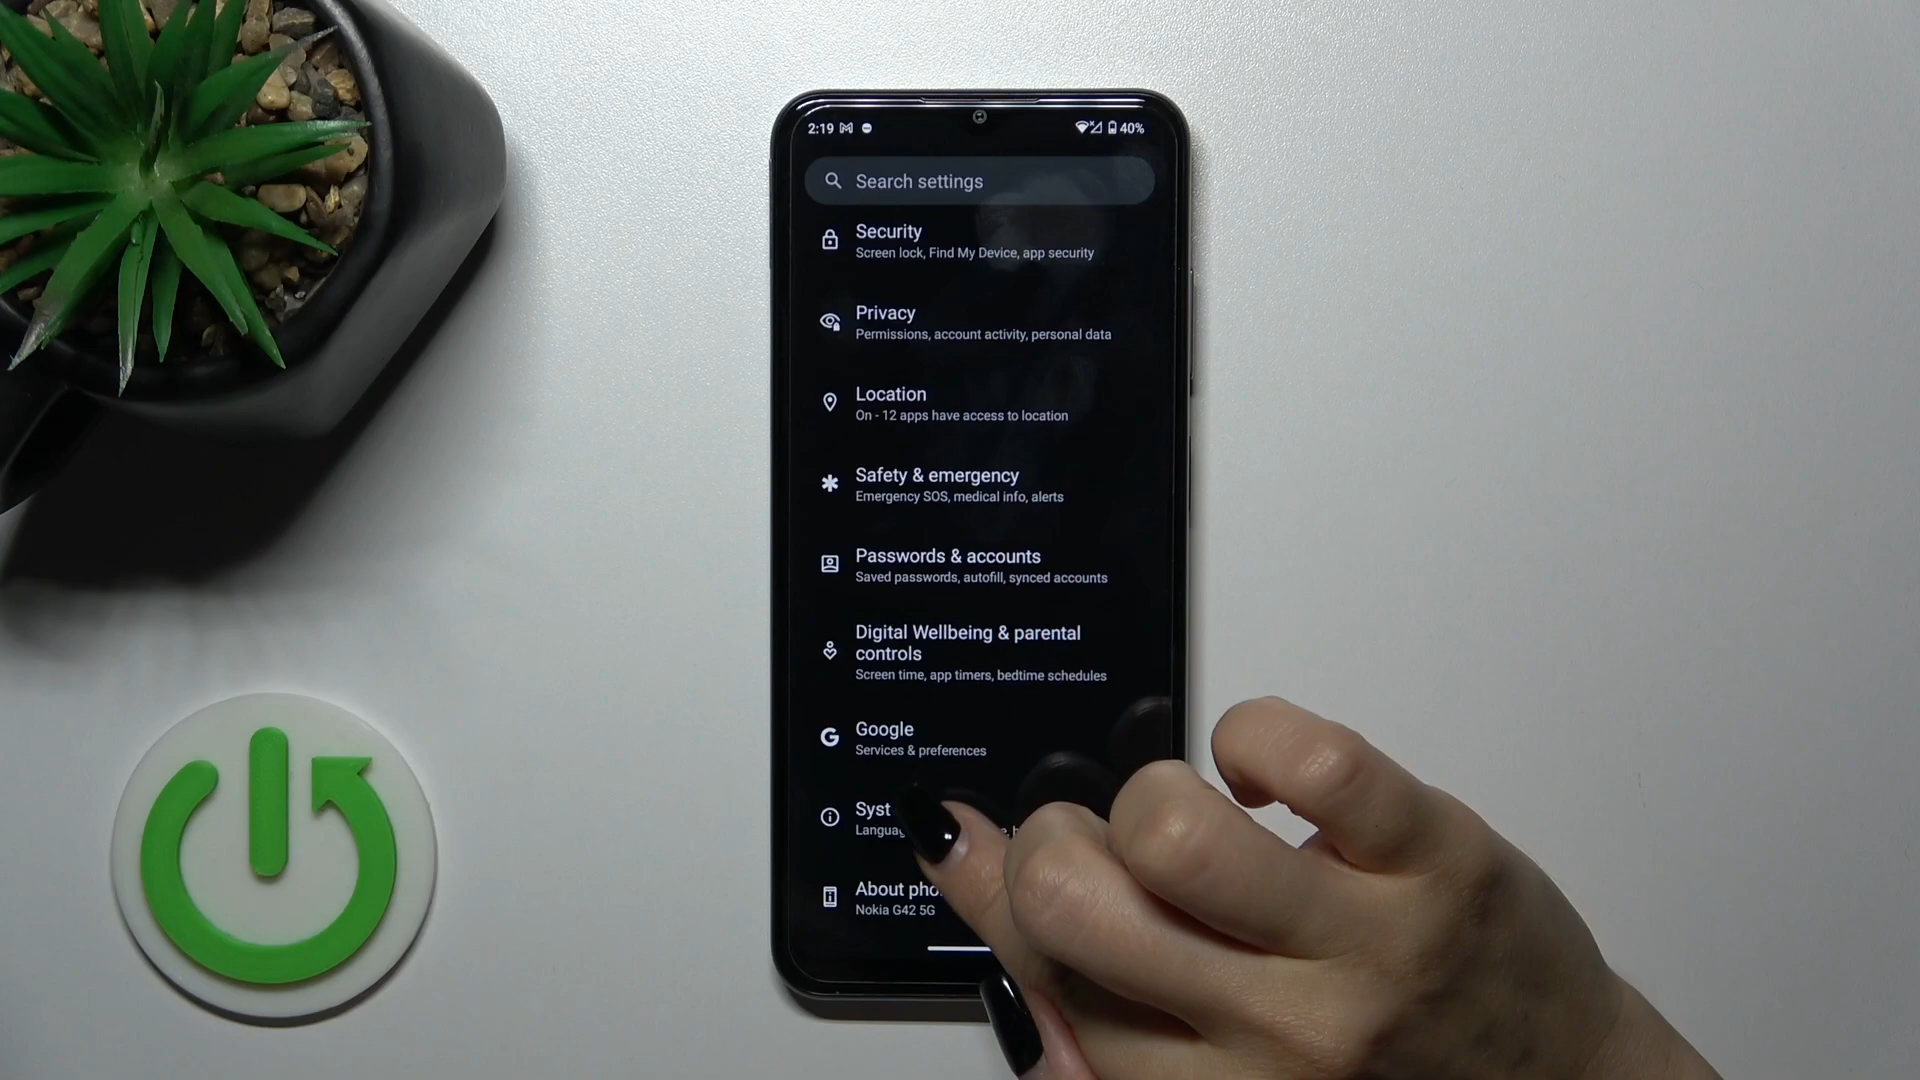 2:19
40%
Search settings
Security
Screen lock, Find My Device, app security
Privacy
Permissions, account activity, personal data
Location
On - 12 apps have access to location
Safety & emergency
Emergency SOS, medical info, alerts
Passwords & accounts
Saved passwords, autofill, synced accounts
Digital Wellbeing & parental
controls
Screen time, app timers, bedtime schedules
Google
Services & preferences
Syst
Languag
About pho
Nokia G42 5G